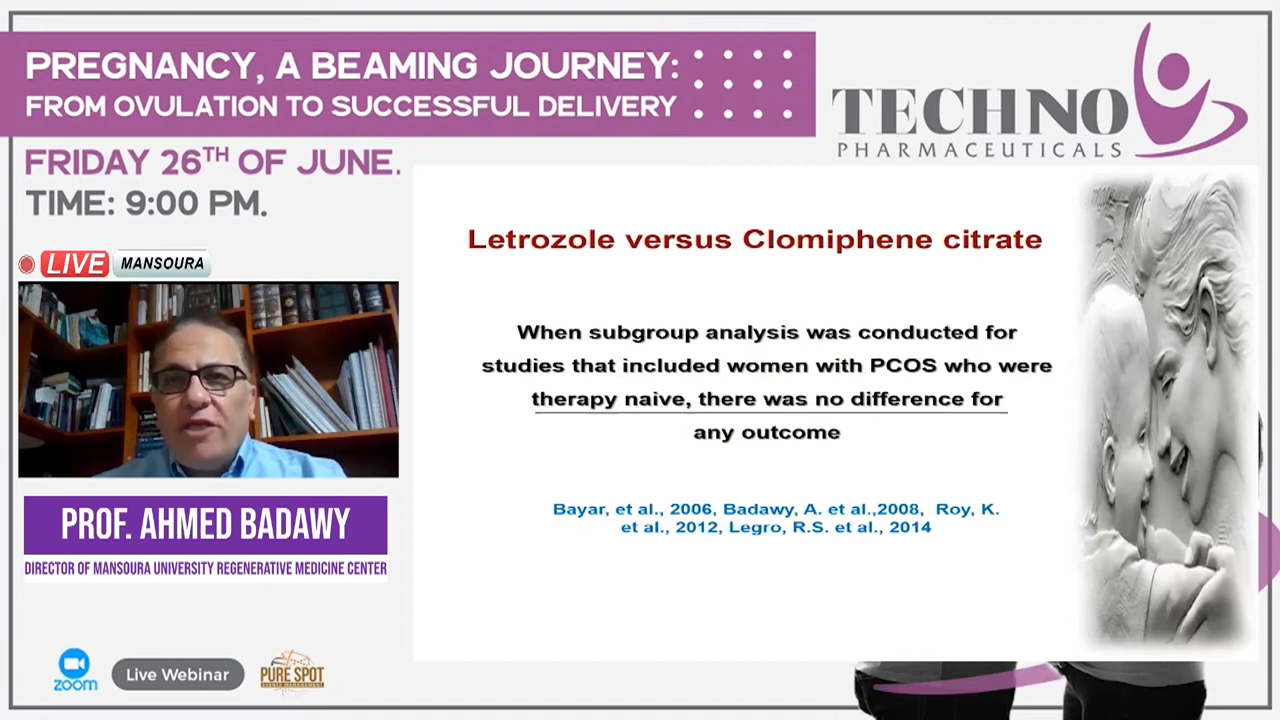 PREGNANCY, A BEAMING JOURNEY:
FROM OVULATION TO SUCCESSFUL DELIVERY
TECHNO
PHARMACEUTICALS
FRIDAY 26TH OF JUNE.
TIME: 9:00 PM.
LIVE MANSOURA
PROF. AHMED BADAWY
DIRECTOR OF MANSOURA UNIVERSITY REGENERATIVE MEDICINE CENTER
Letrozole versus Clomiphene citrate
When subgroup analysis was conducted for
studies that included women with PCOS who were
therapy naive, there was no difference for
any outcome
Bayar, et al., 2006, Badawy, A. et al.,2008, Roy, K.
et al., 2012, Legro, R.S. et al., 2014
zoom
Live Webinar
PURE SPOT
EVENTS MANAGEMENT